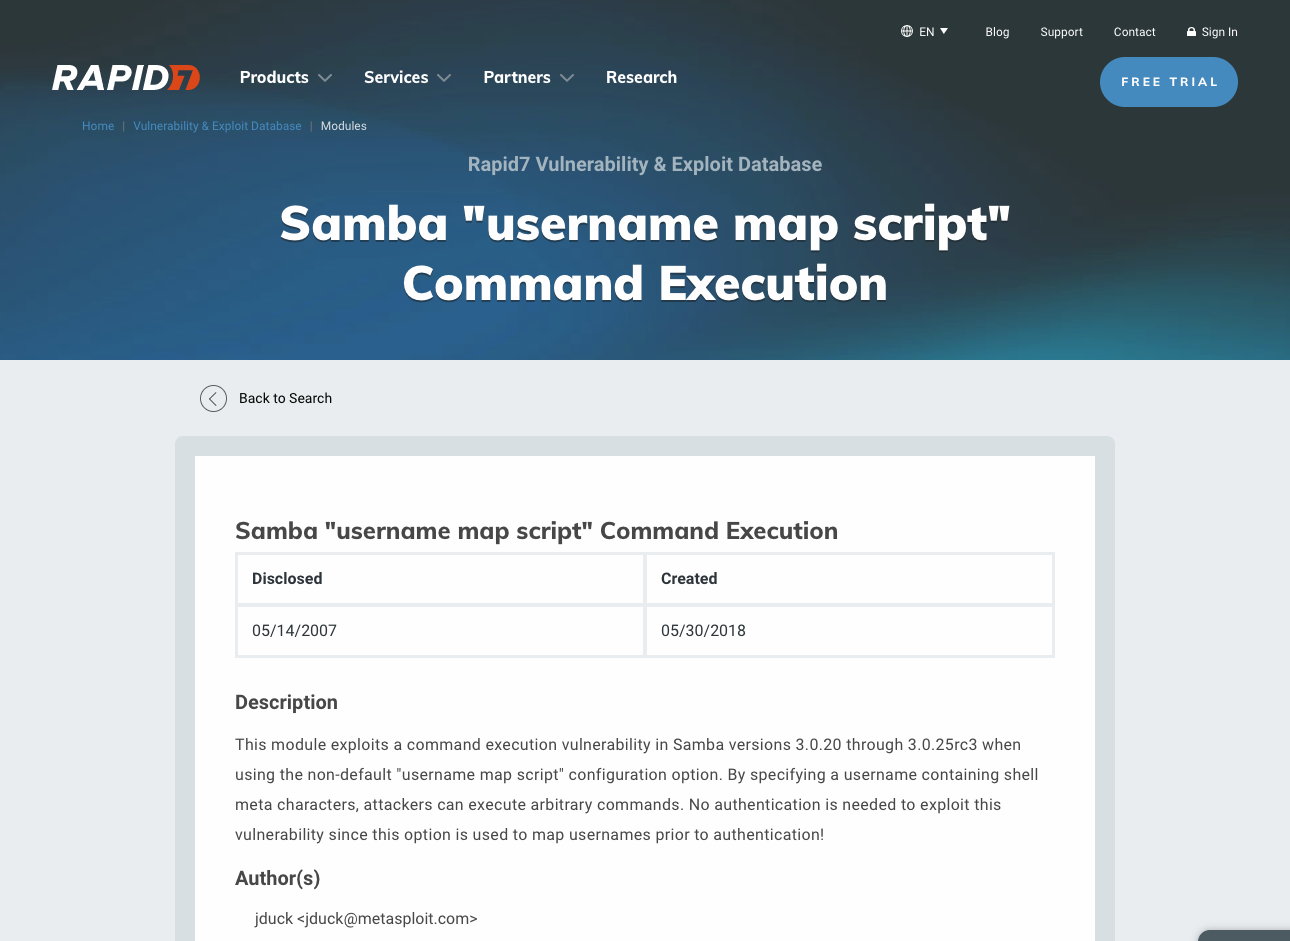 EN Blog Support Contact Sign In
RAPID7 Products Services Partners Research FREE TRIAL
Home | Vulnerability & Exploit Database | Modules
Rapid7 Vulnerability & Exploit Database
Samba "username map script"
Command Execution
Back to Search
Samba "username map script" Command Execution
Disclosed Created
05/14/2007 05/30/2018
Description
This module exploits a command execution vulnerability in Samba versions 3.0.20 through 3.0.25rc3 when
using the non-default "username map script" configuration option. By specifying a username containing shell
meta characters, attackers can execute arbitrary commands. No authentication is needed to exploit this
vulnerability since this option is used to map usernames prior to authentication!
Author(s)
jduck <jduck@metasploit.com>